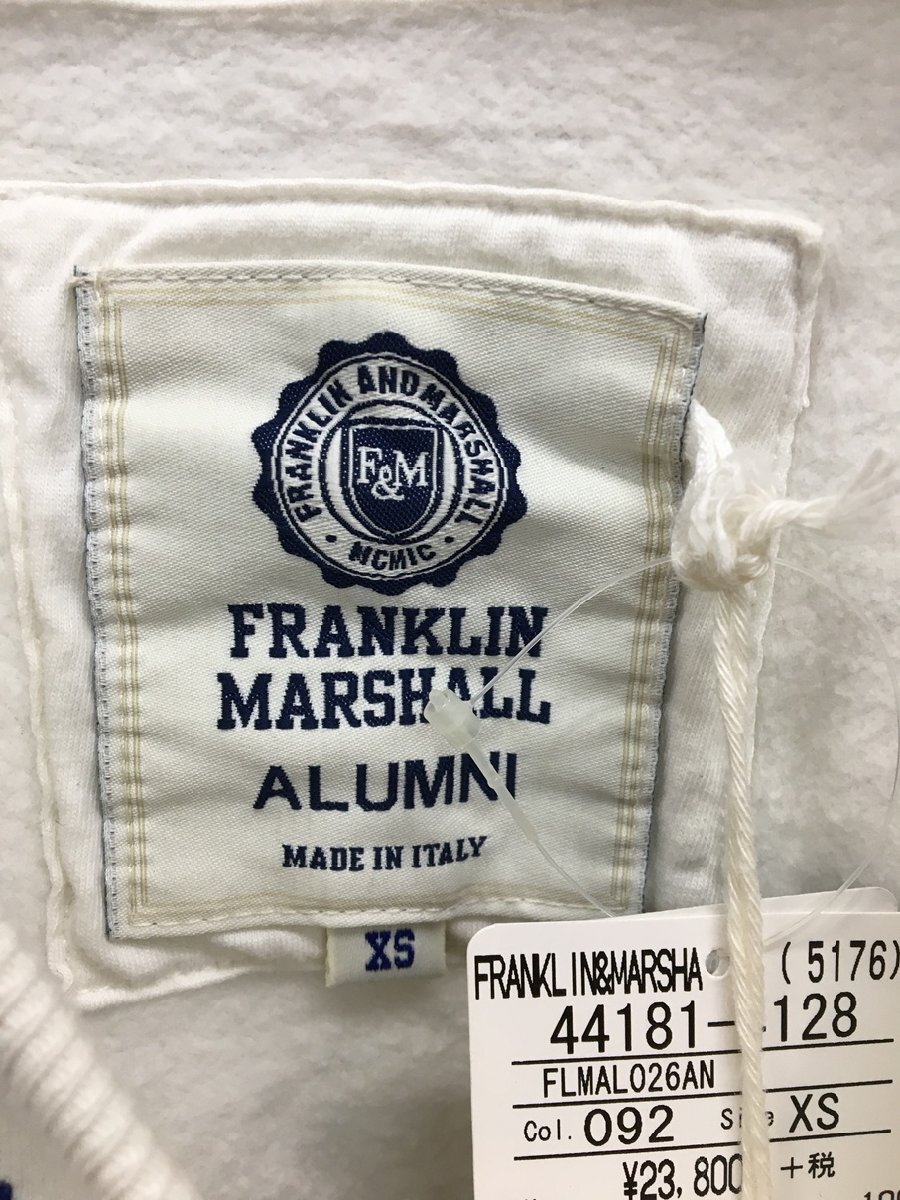 FRANKLIN AND MARSHALL
F&M
· MCMIC ·
FRANKLIN
MARSHALL
ALUMNI
MADE IN ITALY
XS
FRANKLIN&MARSHA (5176)
44181- 128
FLMAL026AN
Col. 092 Size XS
¥23,800 +税